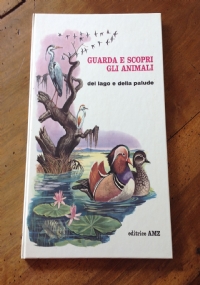 GUARDA E SCOPRI
GLI ANIMALI
del lago e della palude
editrice AMZ